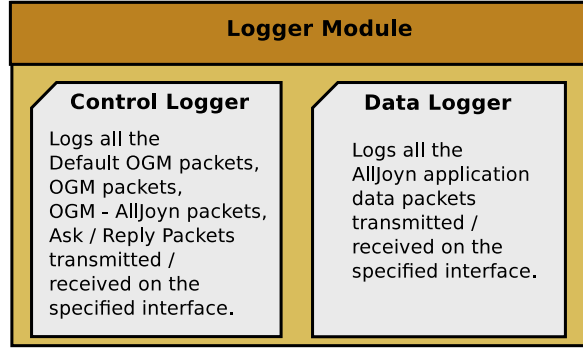 Logger Module
Control Logger
Logs all the
Default OGM packets,
OGM packets,
OGM - AllJoyn packets,
Ask / Reply Packets
transmitted /
received on the
specified interface.
Data Logger
Logs all the
AllJoyn application
data packets
transmitted /
received on the
specified interface.